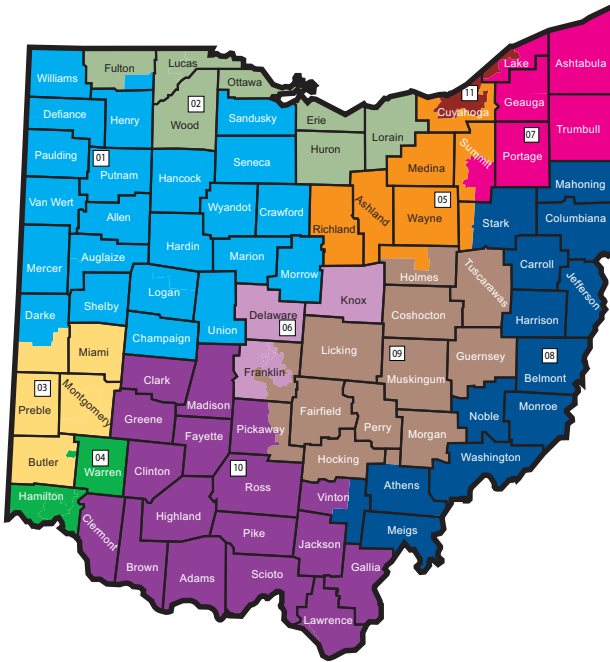 Lake
Ashtabula
Lucas
Fulton
Williams
Ottawa
11
Geauga
Cuyahoga
02
Defiance
Henry
Sandusky
Erie
Wood
Trumbull
Lorain
07
Huron
Summit
Paulding
01
Portage
Putnam
Seneca
Medina
Hancock
Mahoning
Van Wert
05
Wyandot
Crawford
Ashland
Allen
Wayne
Columbiana
Stark
Richland
Hardin
Auglaize
Marion
Carroll
Mercer
Morrow
Holmes
Tuscarawas
Jefferson
Logan
Knox
Shelby
Darke
Delaware
Coshocton
Harrison
06
Union
Champaign
Licking
Miami
09
08
Guernsey
Franklin
Clark
Muskingum
Belmont
03
Montgomery
Madison
Preble
Fairfield
Monroe
Noble
Greene
Perry
Pickaway
Fayette
Morgan
04
Washington
Hocking
Butler
10
Warren
Clinton
Athens
Ross
Hamilton
Vinton
Highland
Clermont
Meigs
Pike
Jackson
Gallia
Brown
Scioto
Adams
Lawrence